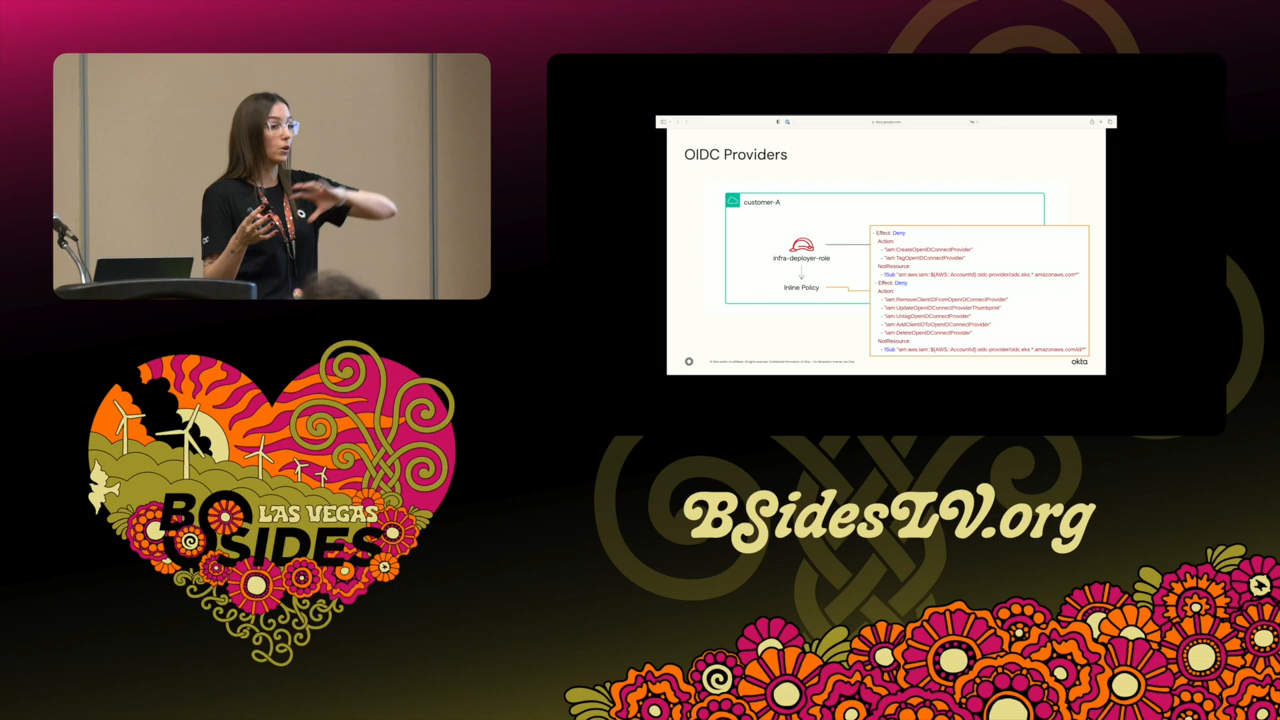 OIDC Providers
customer-A
infra-deployer-role
Inline Policy
- Effect: Deny
Action:
- "iam:CreateOpenIDConnectProvider"
- "iam:TagOpenIDConnectProvider"
NotResource:
- !Sub "arn:aws:iam::${AWS::AccountId}:oidc-provider/oidc.eks.*.amazonaws.com*"
- Effect: Deny
Action:
- "iam:RemoveClientIDFromOpenIDConnectProvider"
- "iam:UpdateOpenIDConnectProviderThumbprint"
- "iam:UntagOpenIDConnectProvider"
- "iam:AddClientIDToOpenIDConnectProvider"
- "iam:DeleteOpenIDConnectProvider"
NotResource:
- !Sub "arn:aws:iam::${AWS::AccountId}:oidc-provider/oidc.eks.*.amazonaws.com/id/*"
okta
LAS VEGAS
BSIDES
BSidesLV.org